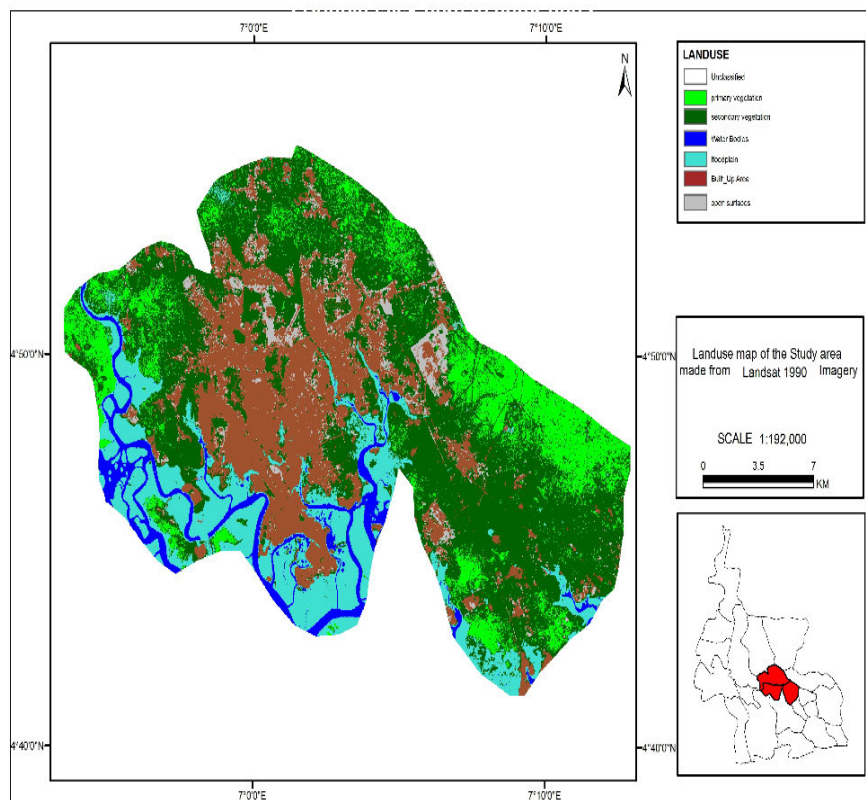 7°0'0"E 7°10'0"E
N
LANDUSE
Unclassified
primary vegetation
secondary vegetation
Water Bodies
floodplain
Built_Up Area
open surfaces
4°50'0"N 4°50'0"N
Landuse map of the Study area
made from Landsat 1990 Imagery
SCALE 1:192,000
0 3.5 7
KM
4°40'0"N 4°40'0"N
7°0'0"E 7°10'0"E